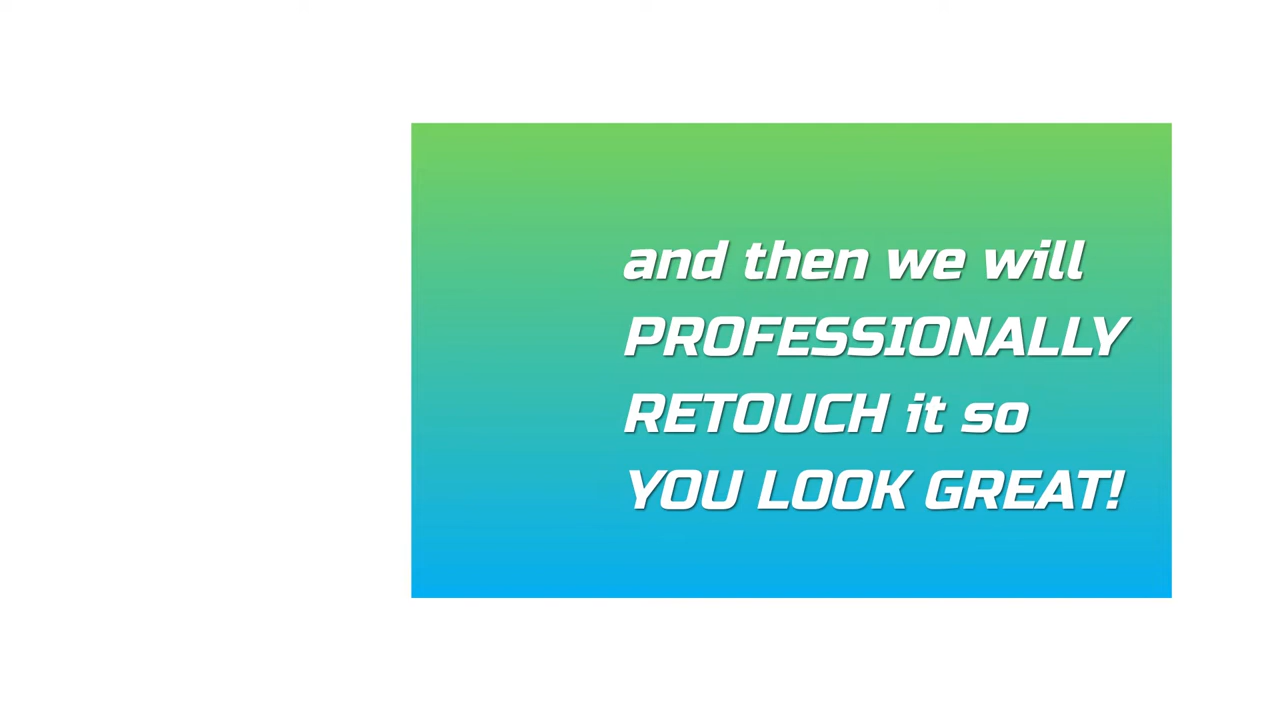 and then we will
PROFESSIONALLY
RETOUCH it so
YOU LOOK GREAT!